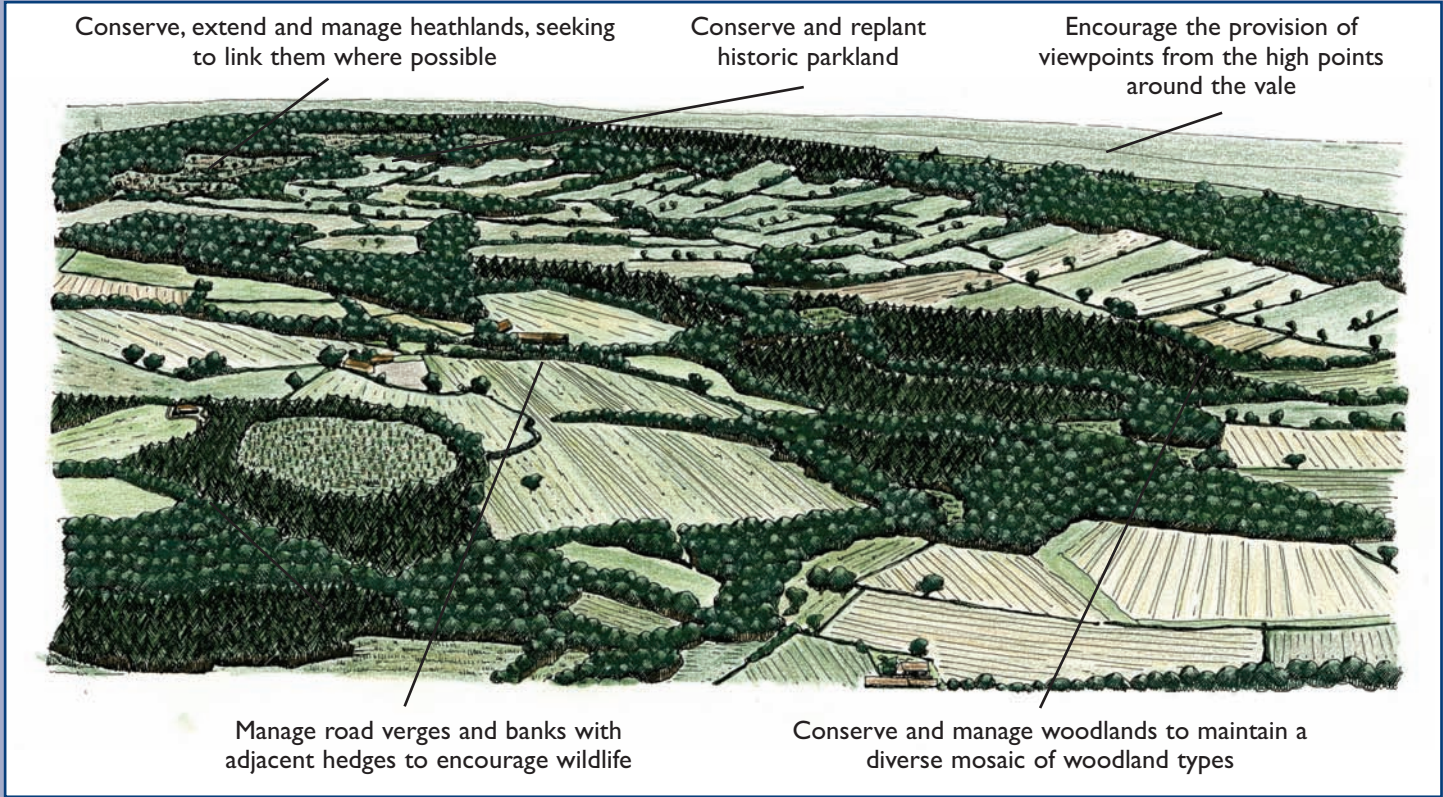 Conserve, extend and manage heathlands, seeking
to link them where possible
Conserve and replant
historic parkland
Encourage the provision of
viewpoints from the high points
around the vale
Manage road verges and banks with
adjacent hedges to encourage wildlife
Conserve and manage woodlands to maintain a
diverse mosaic of woodland types